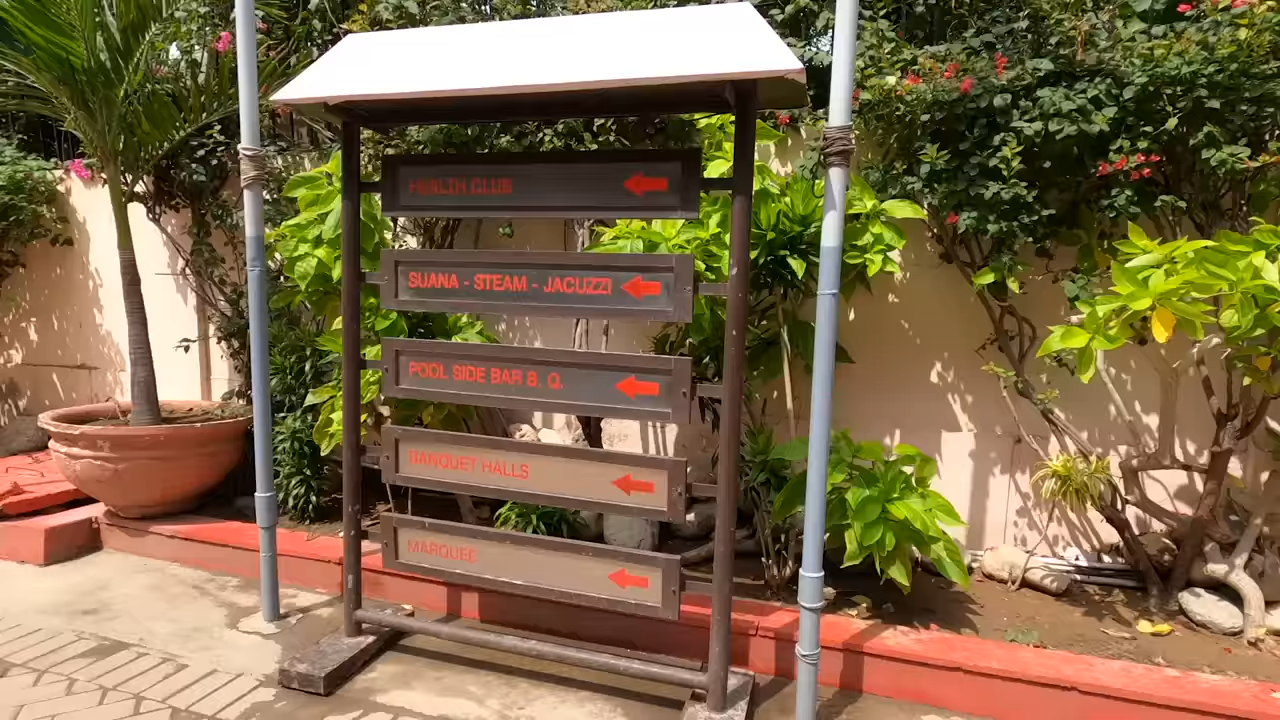 HEALTH CLUB
SUANA - STEAM - JACUZZI
POOL SIDE BAR B. Q.
BANQUET HALLS
MARQUEE